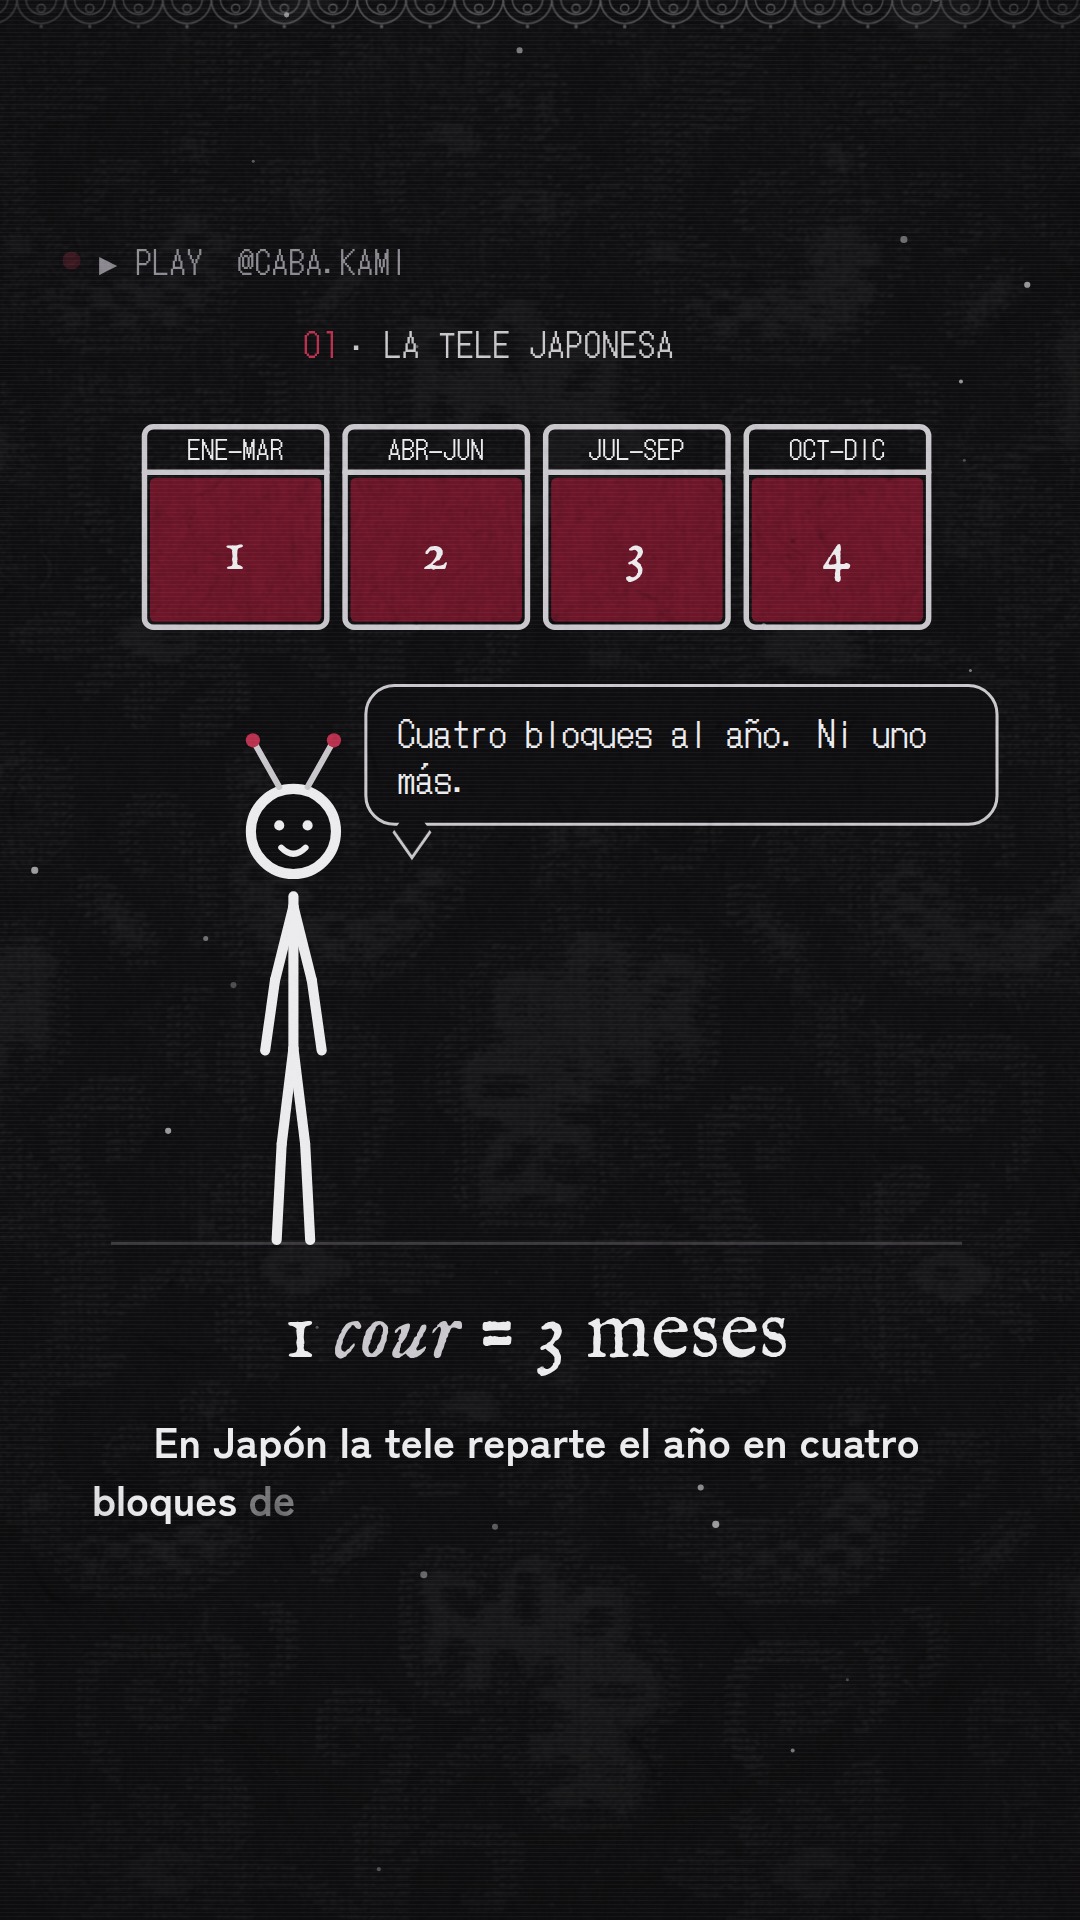 ▶ PLAY @CABA.KAMI
01 · LA TELE JAPONESA
ENE–MAR ABR–JUN JUL–SEP OCT–DIC
1 2 3 4
Cuatro bloques al año. Ni uno
más.
1 cour = 3 meses
En Japón la tele reparte el año en cuatro
bloques de